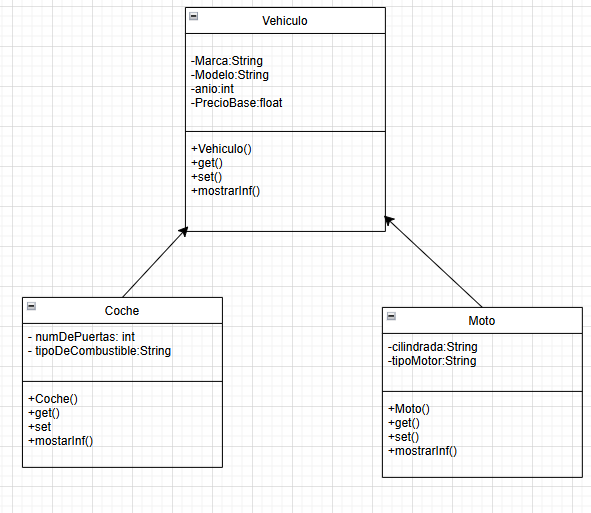 Vehiculo
-Marca:String
-Modelo:String
-anio:int
-PrecioBase:float
+Vehiculo()
+get()
+set()
+mostrarInf()
Coche
- numDePuertas: int
- tipoDeCombustible:String
+Coche()
+get()
+set
+mostarInf()
Moto
-cilindrada:String
-tipoMotor:String
+Moto()
+get()
+set()
+mostrarInf()